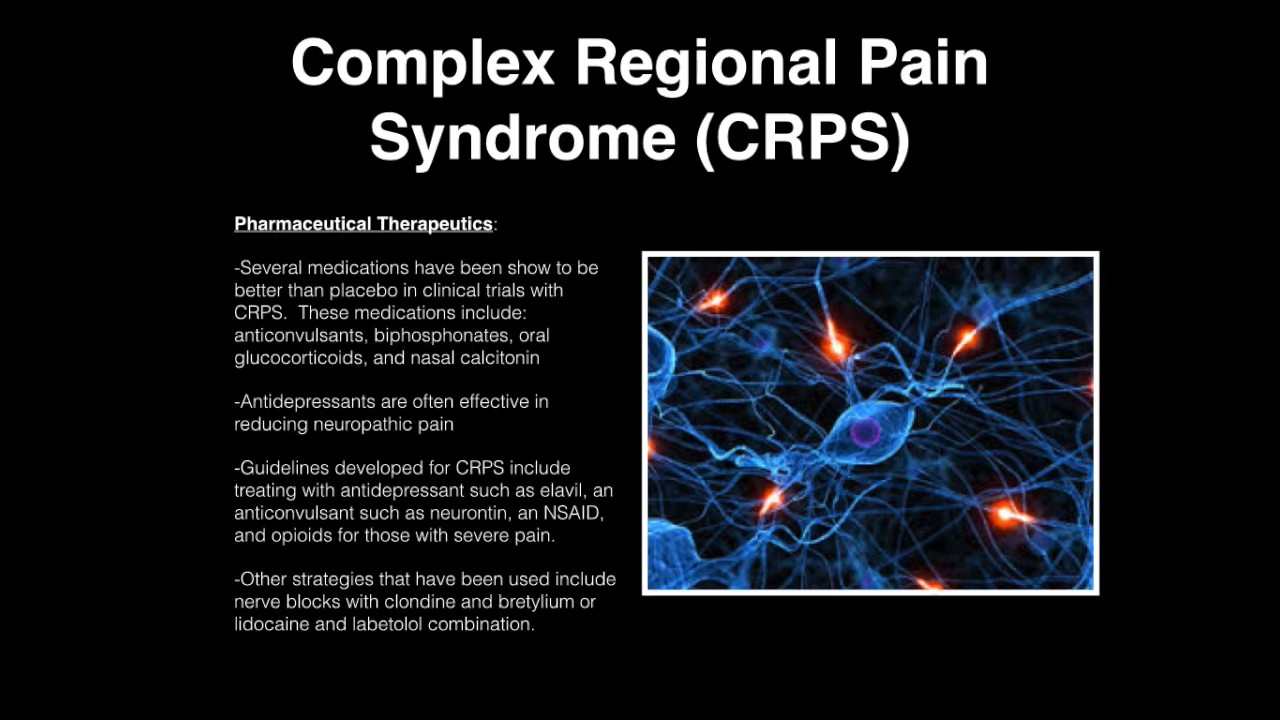 Complex Regional Pain
Syndrome (CRPS)
Pharmaceutical Therapeutics:
-Several medications have been show to be
better than placebo in clinical trials with
CRPS.  These medications include:
anticonvulsants, biphosphonates, oral
glucocorticoids, and nasal calcitonin
-Antidepressants are often effective in
reducing neuropathic pain
-Guidelines developed for CRPS include
treating with antidepressant such as elavil, an
anticonvulsant such as neurontin, an NSAID,
and opioids for those with severe pain.
-Other strategies that have been used include
nerve blocks with clondine and bretylium or
lidocaine and labetolol combination.